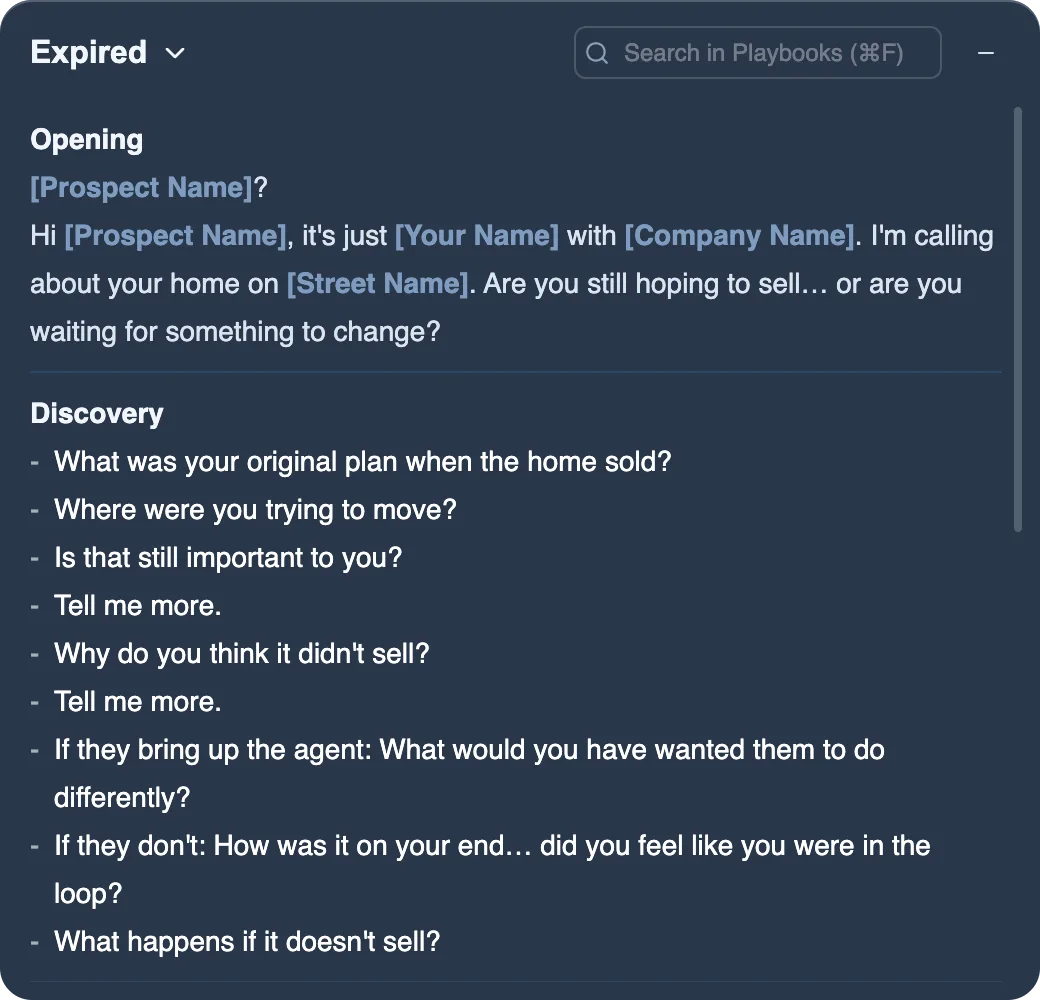 Expired
Search in Playbooks (⌘F)
Opening
[Prospect Name]?
Hi [Prospect Name], it's just [Your Name] with [Company Name]. I'm calling
about your home on [Street Name]. Are you still hoping to sell… or are you
waiting for something to change?
Discovery
- What was your original plan when the home sold?
- Where were you trying to move?
- Is that still important to you?
- Tell me more.
- Why do you think it didn't sell?
- Tell me more.
- If they bring up the agent: What would you have wanted them to do
differently?
- If they don't: How was it on your end… did you feel like you were in the
loop?
- What happens if it doesn't sell?